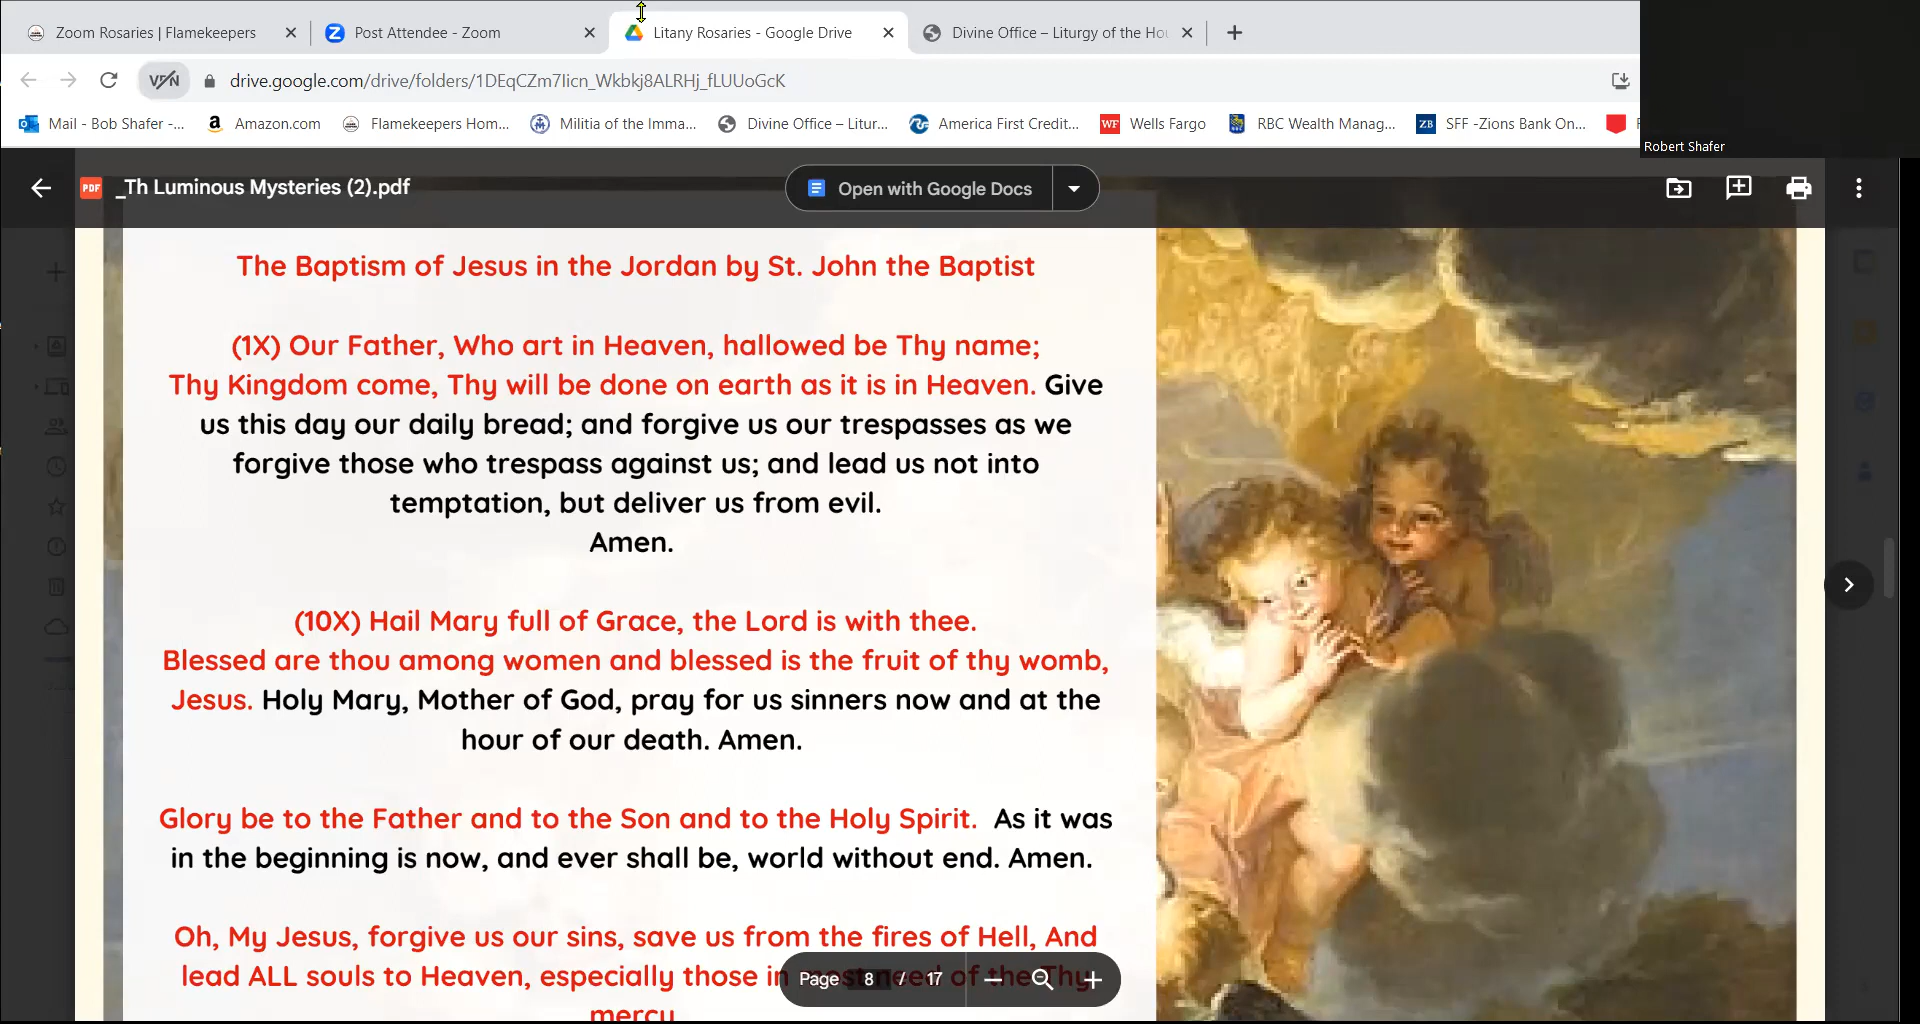 Zoom Rosaries | Flamekeepers
Post Attendee - Zoom
Litany Rosaries - Google Drive
Divine Office – Liturgy of the Hou
VPN
drive.google.com/drive/folders/1DEqCZm7Iicn_Wkbkj8ALRHj_fLUUoGcK
Mail - Bob Shafer -...
Amazon.com
Flamekeepers Hom...
Militia of the Imma...
Divine Office – Litur...
America First Credit...
WF Wells Fargo
RBC Wealth Manag...
ZB SFF -Zions Bank On...
Robert Shafer
PDF _Th Luminous Mysteries (2).pdf
Open with Google Docs
The Baptism of Jesus in the Jordan by St. John the Baptist
(1X) Our Father, Who art in Heaven, hallowed be Thy name;
Thy Kingdom come, Thy will be done on earth as it is in Heaven. Give
us this day our daily bread; and forgive us our trespasses as we
forgive those who trespass against us; and lead us not into
temptation, but deliver us from evil.
Amen.
(10X) Hail Mary full of Grace, the Lord is with thee.
Blessed are thou among women and blessed is the fruit of thy womb,
Jesus. Holy Mary, Mother of God, pray for us sinners now and at the
hour of our death. Amen.
Glory be to the Father and to the Son and to the Holy Spirit. As it was
in the beginning is now, and ever shall be, world without end. Amen.
Oh, My Jesus, forgive us our sins, save us from the fires of Hell, And
lead ALL souls to Heaven, especially those in most need of the Thy
mercy
Page 8 / 17